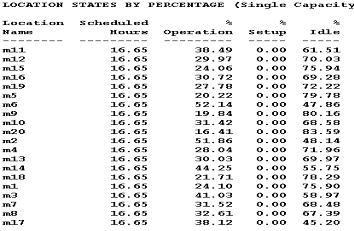 LOCATION STATES BY PERCENTAGE (Single Capacity
Location Scheduled % % %
Name Hours Operation Setup Idle
m11 16.65 38.49 0.00 61.51
m12 16.65 29.97 0.00 70.03
m15 16.65 24.06 0.00 75.94
m16 16.65 30.72 0.00 69.28
m19 16.65 27.78 0.00 72.22
m5 16.65 20.22 0.00 79.78
m6 16.65 52.14 0.00 47.86
m9 16.65 19.84 0.00 80.16
m10 16.65 31.42 0.00 68.58
m20 16.65 16.41 0.00 83.59
m2 16.65 51.86 0.00 48.14
m4 16.65 28.04 0.00 71.96
m13 16.65 30.03 0.00 69.97
m14 16.65 44.25 0.00 55.75
m18 16.65 21.71 0.00 78.29
m1 16.65 24.10 0.00 75.90
m3 16.65 41.03 0.00 58.97
m7 16.65 31.52 0.00 68.48
m8 16.65 32.61 0.00 67.39
m17 16.65 38.12 0.00 45.20